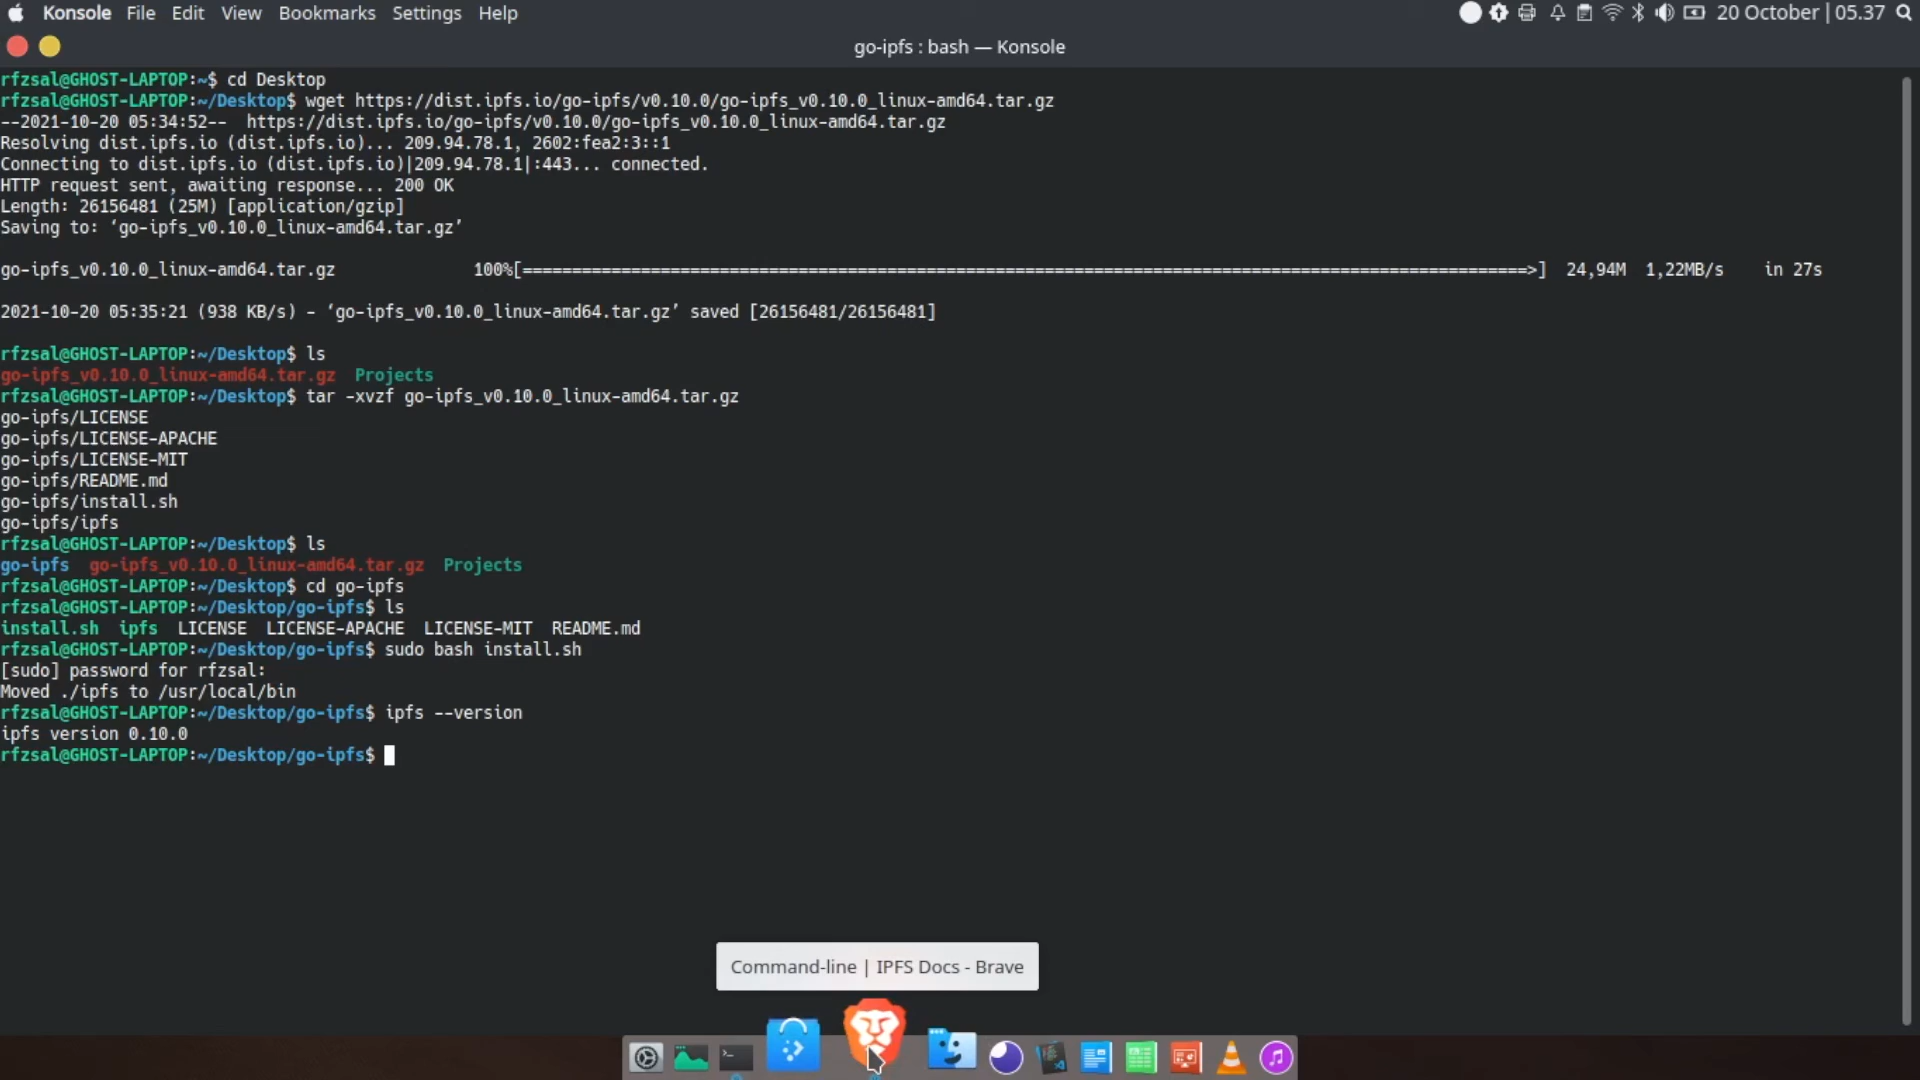 Konsole File Edit View Bookmarks Settings Help 20 October | 05.37
go-ipfs : bash — Konsole
rfzsal@GHOST-LAPTOP:~$ cd Desktop
rfzsal@GHOST-LAPTOP:~/Desktop$ wget https://dist.ipfs.io/go-ipfs/v0.10.0/go-ipfs_v0.10.0_linux-amd64.tar.gz
--2021-10-20 05:34:52--  https://dist.ipfs.io/go-ipfs/v0.10.0/go-ipfs_v0.10.0_linux-amd64.tar.gz
Resolving dist.ipfs.io (dist.ipfs.io)... 209.94.78.1, 2602:fea2:3::1
Connecting to dist.ipfs.io (dist.ipfs.io)|209.94.78.1|:443... connected.
HTTP request sent, awaiting response... 200 OK
Length: 26156481 (25M) [application/gzip]
Saving to: ‘go-ipfs_v0.10.0_linux-amd64.tar.gz’
go-ipfs_v0.10.0_linux-amd64.tar.gz 100%[======================================================================================================>] 24,94M 1,22MB/s in 27s
2021-10-20 05:35:21 (938 KB/s) - ‘go-ipfs_v0.10.0_linux-amd64.tar.gz’ saved [26156481/26156481]
rfzsal@GHOST-LAPTOP:~/Desktop$ ls
go-ipfs_v0.10.0_linux-amd64.tar.gz  Projects
rfzsal@GHOST-LAPTOP:~/Desktop$ tar -xvzf go-ipfs_v0.10.0_linux-amd64.tar.gz
go-ipfs/LICENSE
go-ipfs/LICENSE-APACHE
go-ipfs/LICENSE-MIT
go-ipfs/README.md
go-ipfs/install.sh
go-ipfs/ipfs
rfzsal@GHOST-LAPTOP:~/Desktop$ ls
go-ipfs  go-ipfs_v0.10.0_linux-amd64.tar.gz  Projects
rfzsal@GHOST-LAPTOP:~/Desktop$ cd go-ipfs
rfzsal@GHOST-LAPTOP:~/Desktop/go-ipfs$ ls
install.sh  ipfs  LICENSE  LICENSE-APACHE  LICENSE-MIT  README.md
rfzsal@GHOST-LAPTOP:~/Desktop/go-ipfs$ sudo bash install.sh
[sudo] password for rfzsal:
Moved ./ipfs to /usr/local/bin
rfzsal@GHOST-LAPTOP:~/Desktop/go-ipfs$ ipfs --version
ipfs version 0.10.0
rfzsal@GHOST-LAPTOP:~/Desktop/go-ipfs$
Command-line | IPFS Docs - Brave